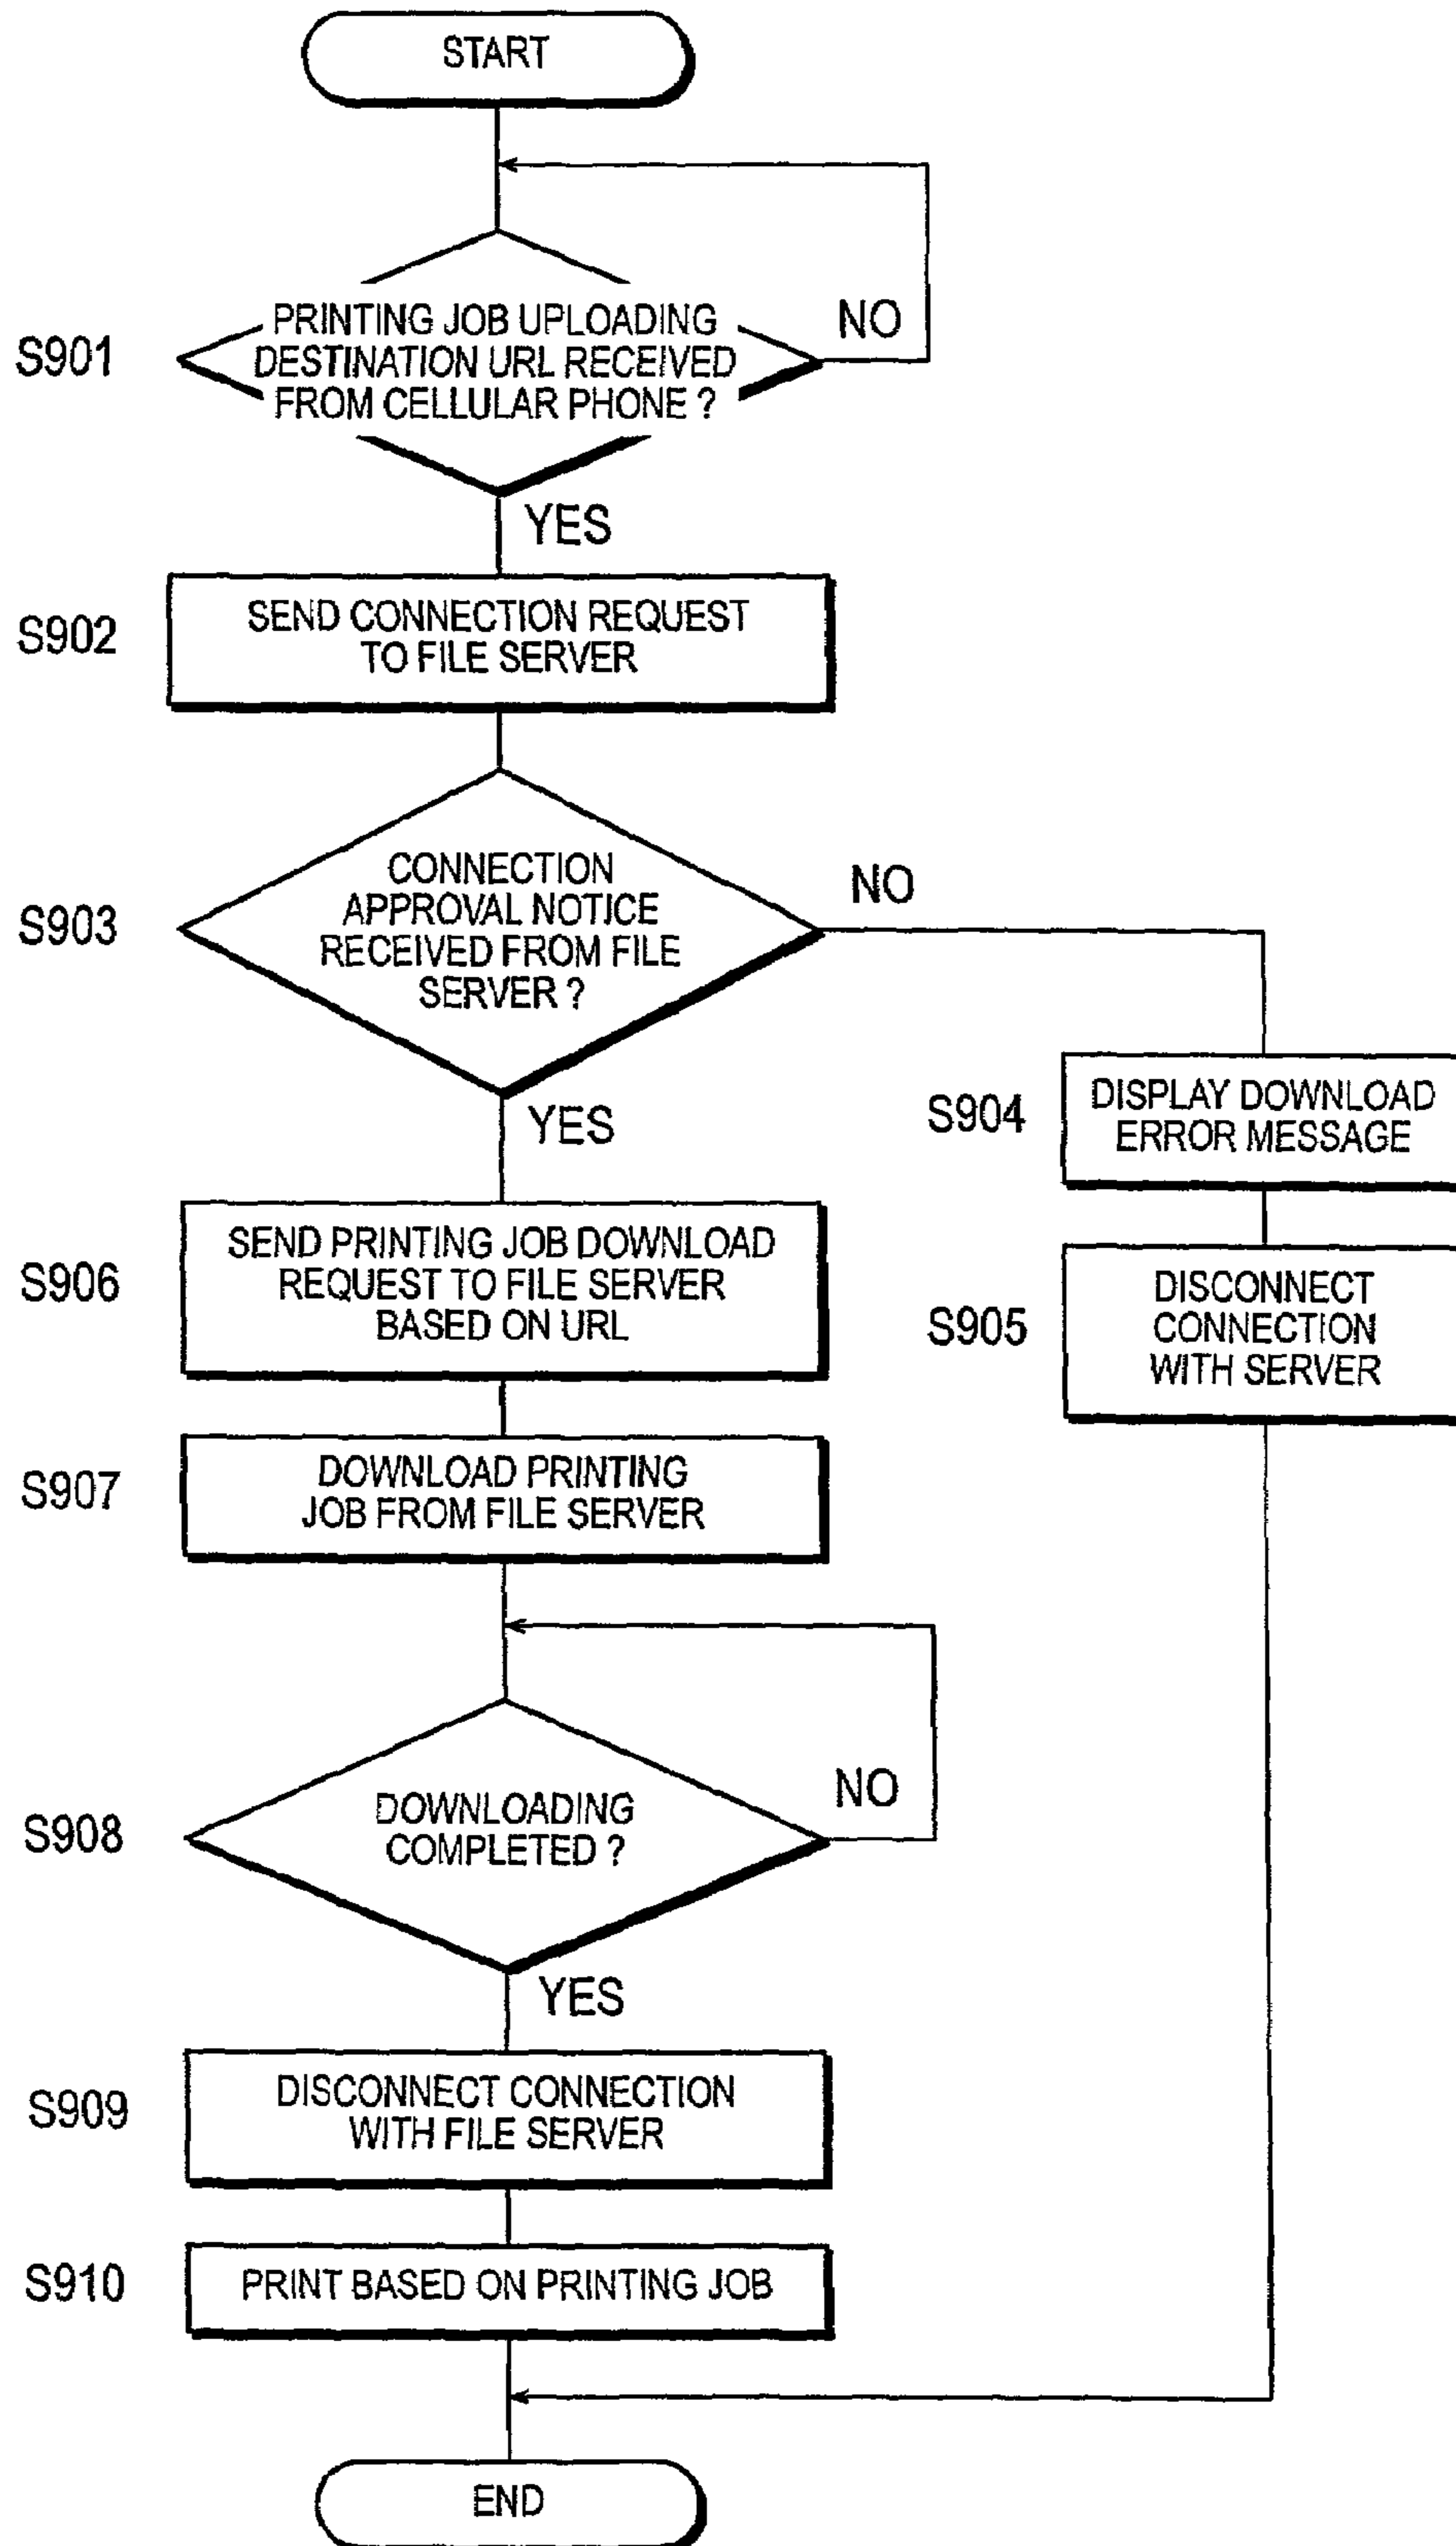 START
S901
PRINTING JOB UPLOADING
DESTINATION URL RECEIVED
FROM CELLULAR PHONE ?
NO
YES
S902
SEND CONNECTION REQUEST
TO FILE SERVER
S903
CONNECTION
APPROVAL NOTICE
RECEIVED FROM FILE
SERVER ?
NO
YES
S904
DISPLAY DOWNLOAD
ERROR MESSAGE
S905
DISCONNECT
CONNECTION
WITH SERVER
S906
SEND PRINTING JOB DOWNLOAD
REQUEST TO FILE SERVER
BASED ON URL
S907
DOWNLOAD PRINTING
JOB FROM FILE SERVER
S908
DOWNLOADING
COMPLETED ?
NO
YES
S909
DISCONNECT CONNECTION
WITH FILE SERVER
S910
PRINT BASED ON PRINTING JOB
END